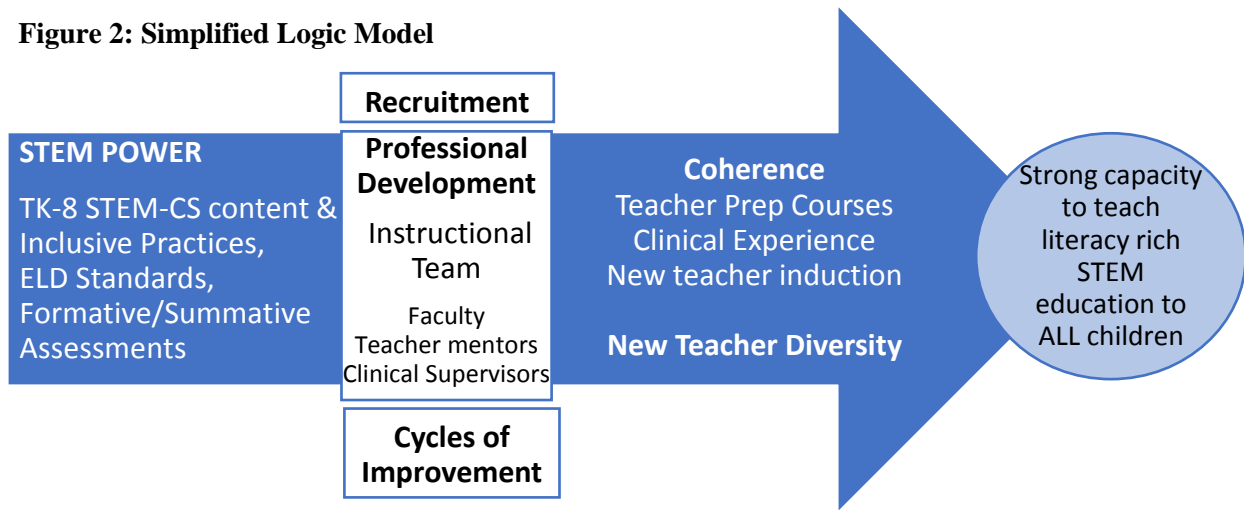 Figure 2: Simplified Logic Model
STEM POWER
TK-8 STEM-CS content &
Inclusive Practices,
ELD Standards,
Formative/Summative
Assessments
Recruitment
Professional
Development
Instructional
Team
Faculty
Teacher mentors
Clinical Supervisors
Cycles of
Improvement
Coherence
Teacher Prep Courses
Clinical Experience
New teacher induction
New Teacher Diversity
Strong capacity
to teach
literacy rich
STEM
education to
ALL children